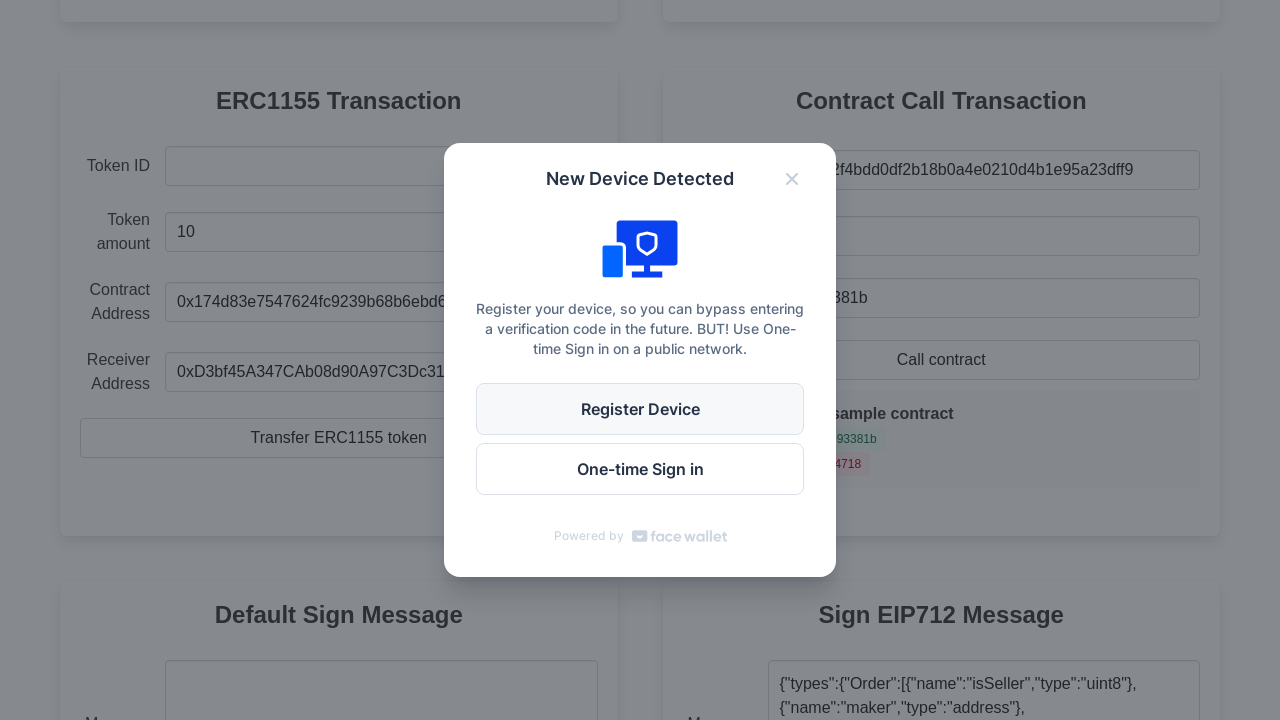 ERC1155 Transaction
Token ID
Token amount
10
Contract Address
0x174d83e7547624fc9239b68b6ebd6
Receiver Address
0xD3bf45A347CAb08d90A97C3Dc31
Transfer ERC1155 token
Contract Call Transaction
2f4bdd0df2b18b0a4e0210d4b1e95a23dff9
381b
Call contract
sample contract
93381b
4718
New Device Detected
Register your device, so you can bypass entering
a verification code in the future. BUT! Use One-
time Sign in on a public network.
Register Device
One-time Sign in
Powered by face wallet
Default Sign Message
Sign EIP712 Message
{"types":{"Order":[{"name":"isSeller","type":"uint8"},
{"name":"maker","type":"address"},